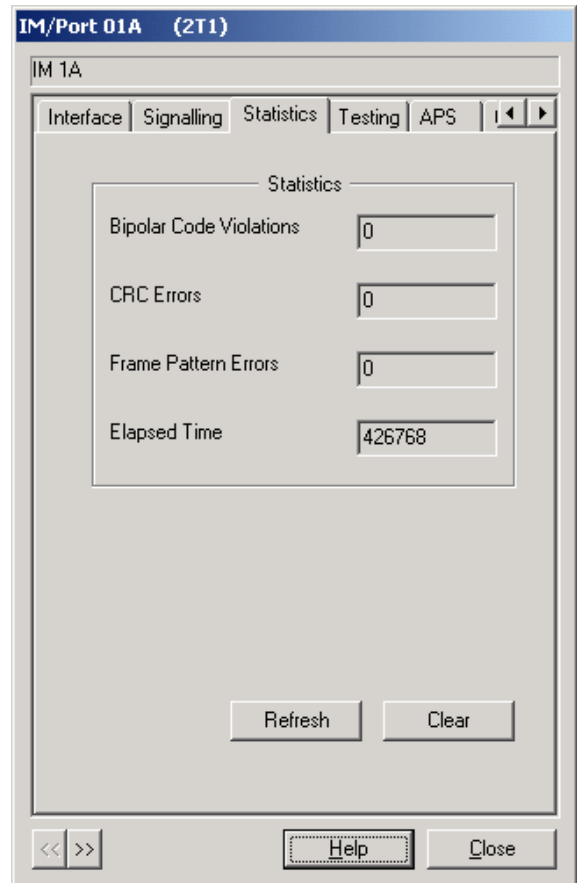 IM/Port 01A (2T1)
IM 1A
Interface Signalling Statistics Testing APS
Statistics
Bipolar Code Violations 0
CRC Errors 0
Frame Pattern Errors 0
Elapsed Time 426768
Refresh Clear
<< >> Help Close